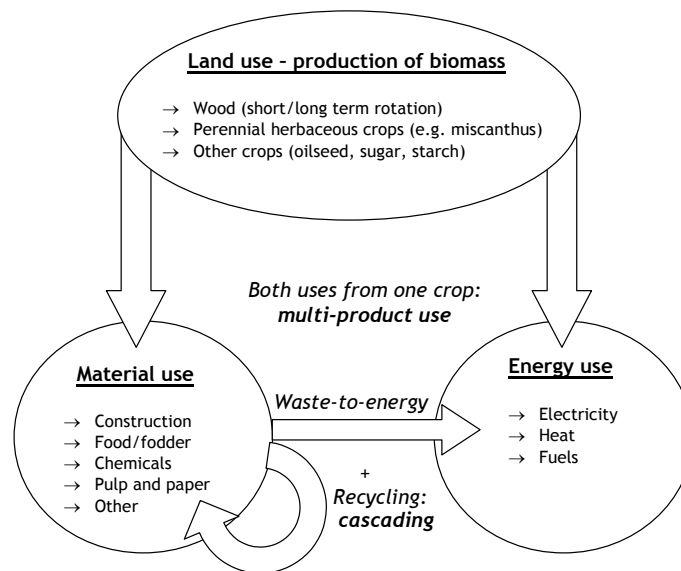 Land use – production of biomass
→ Wood (short/long term rotation)
→ Perennial herbaceous crops (e.g. miscanthus)
→ Other crops (oilseed, sugar, starch)
Both uses from one crop:
multi-product use
Material use
→ Construction
→ Food/fodder
→ Chemicals
→ Pulp and paper
→ Other
Waste-to-energy
+
Recycling:
cascading
Energy use
→ Electricity
→ Heat
→ Fuels